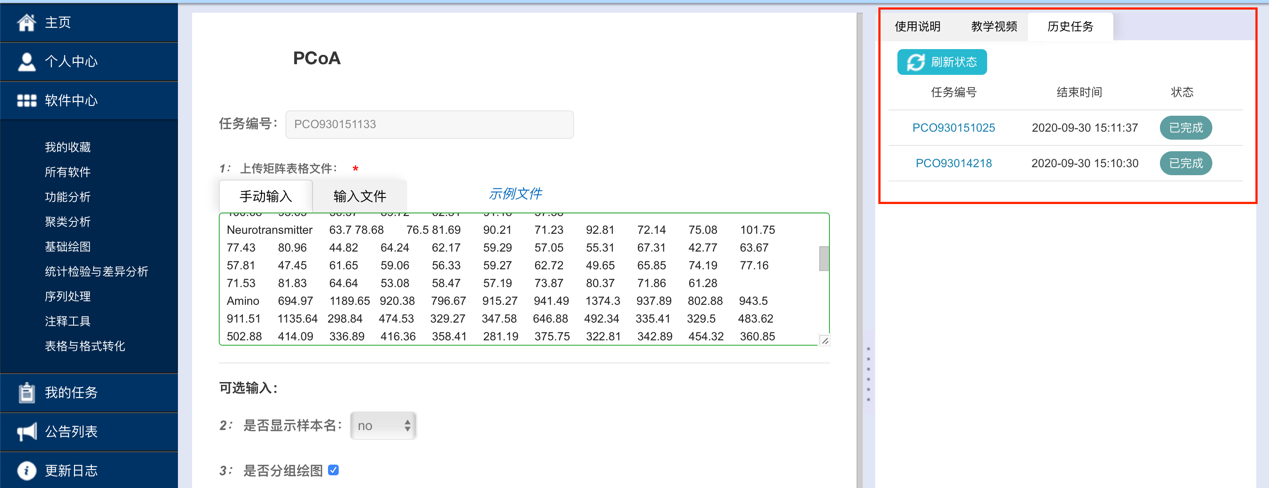 主页
个人中心
软件中心
我的收藏
所有软件
功能分析
聚类分析
基础绘图
统计检验与差异分析
序列处理
注释工具
表格与格式转化
我的任务
公告列表
更新日志
PCoA
任务编号： PCO930151133
1： 上传矩阵表格文件： *
手动输入 输入文件 示例文件
Neurotransmitter 63.7 78.68 76.5 81.69 90.21 71.23 92.81 72.14 75.08 101.75
77.43 80.96 44.82 64.24 62.17 59.29 57.05 55.31 67.31 42.77 63.67
57.81 47.45 61.65 59.06 56.33 59.27 62.72 49.65 65.85 74.19 77.16
71.53 81.83 64.64 53.08 58.47 57.19 73.87 80.37 71.86 61.28
Amino 694.97 1189.65 920.38 796.67 915.27 941.49 1374.3 937.89 802.88 943.5
911.51 1135.64 298.84 474.53 329.27 347.58 646.88 492.34 335.41 329.5 483.62
502.88 414.09 336.89 416.36 358.41 281.19 375.75 322.81 342.89 454.32 360.85
可选输入：
2： 是否显示样本名： no
3： 是否分组绘图
使用说明 教学视频 历史任务
刷新状态
任务编号 结束时间 状态
PCO930151025 2020-09-30 15:11:37 已完成
PCO93014218 2020-09-30 15:10:30 已完成